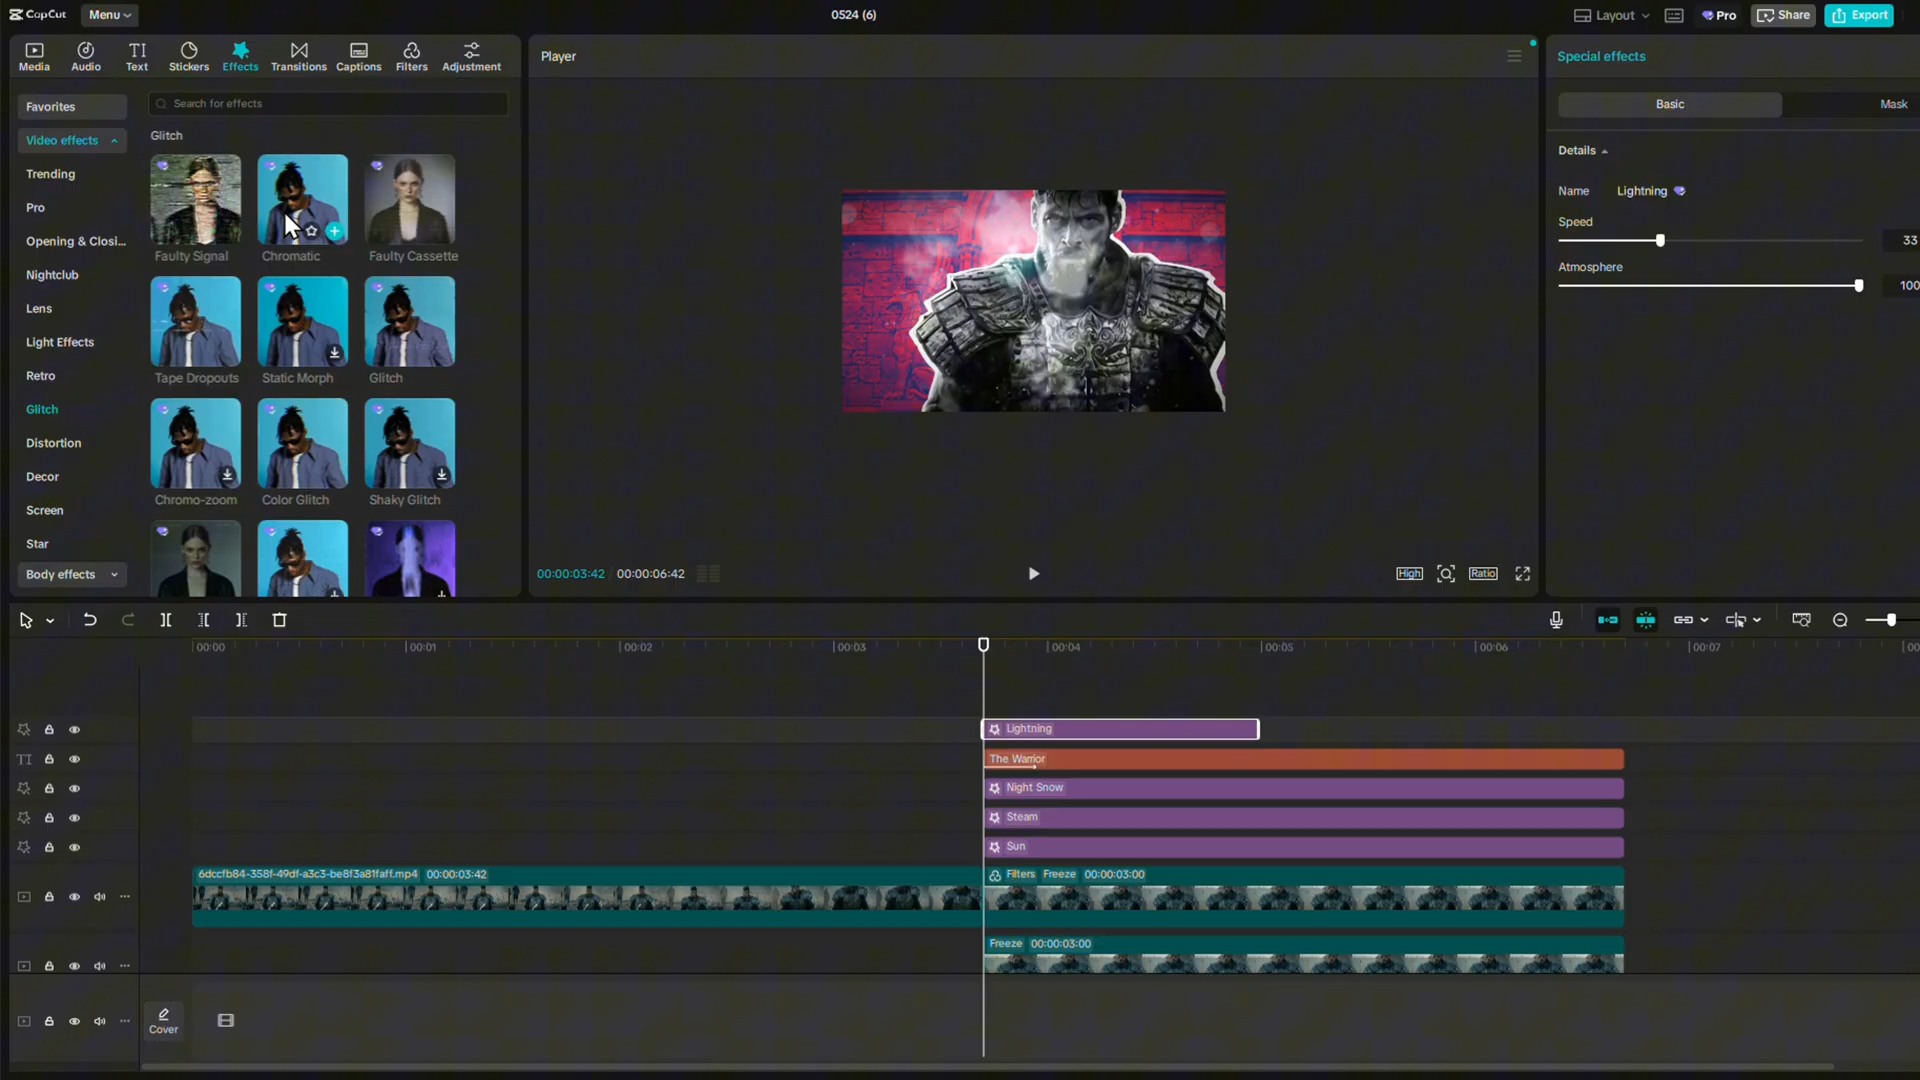 CapCut
Menu
0524 (6)
Layout
Pro
Share
Export
Media
Audio
Text
Stickers
Effects
Transitions
Captions
Filters
Adjustment
Player
Special effects
Favorites
Search for effects
Basic
Mask
Video effects
Glitch
Details
Trending
Name
Lightning
Pro
Speed
33
Opening & Closi...
Faulty Signal
Chromatic
Faulty Cassette
Atmosphere
100
Nightclub
Lens
Light Effects
Retro
Tape Dropouts
Static Morph
Glitch
Glitch
Distortion
Decor
Chromo-zoom
Color Glitch
Shaky Glitch
Screen
Star
Body effects
00:00:03:42
00:00:06:42
High
Ratio
00:00
00:01
00:02
00:03
00:04
00:05
00:06
00:07
00
Lightning
TI
The Warrior
Night Snow
Steam
Sun
6dccfb84-358f-49df-a3c3-be8f3a81faff.mp4 00:00:03:42
Filters Freeze 00:00:03:00
Freeze 00:00:03:00
Cover